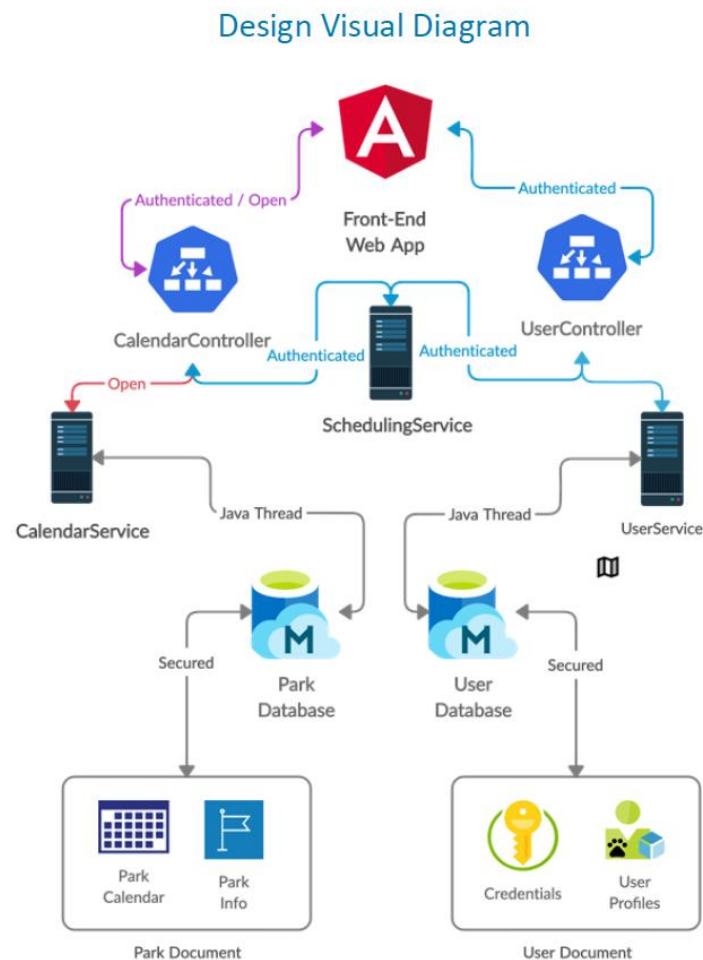 Design Visual Diagram
A
Authenticated / Open
Authenticated
Front-End
Web App
CalendarController
UserController
Authenticated
Authenticated
Open
SchedulingService
CalendarService
UserService
Java Thread
Java Thread
M
M
Secured
Secured
Park
Database
User
Database
Park
Calendar
Park
Info
Credentials
User
Profiles
Park Document
User Document